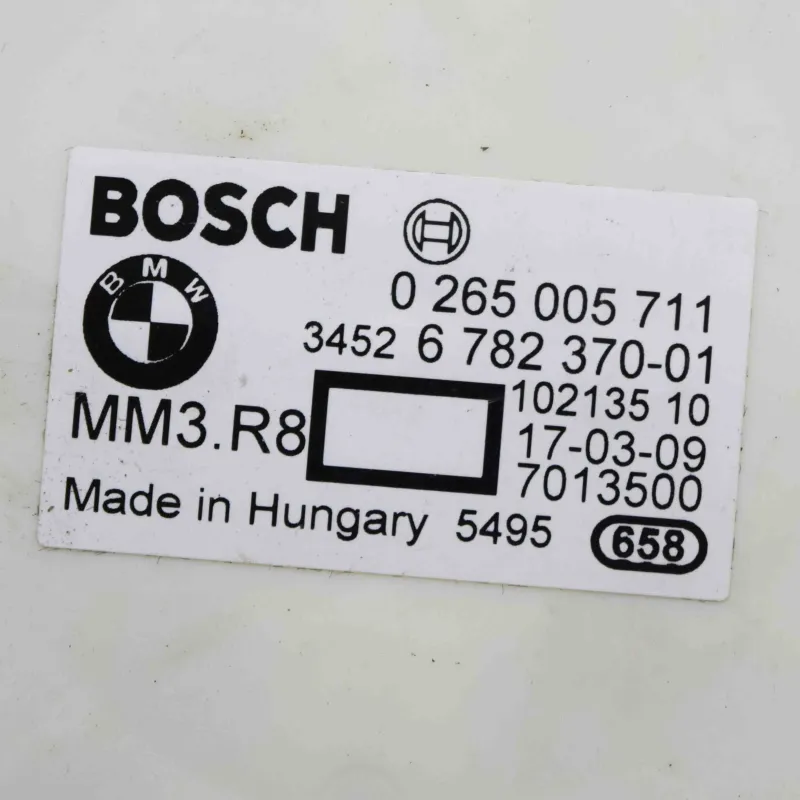 BOSCH
BMW
0 265 005 711
3452 6 782 370-01
MM3.R8
102135 10
17-03-09
7013500
Made in Hungary 5495
658